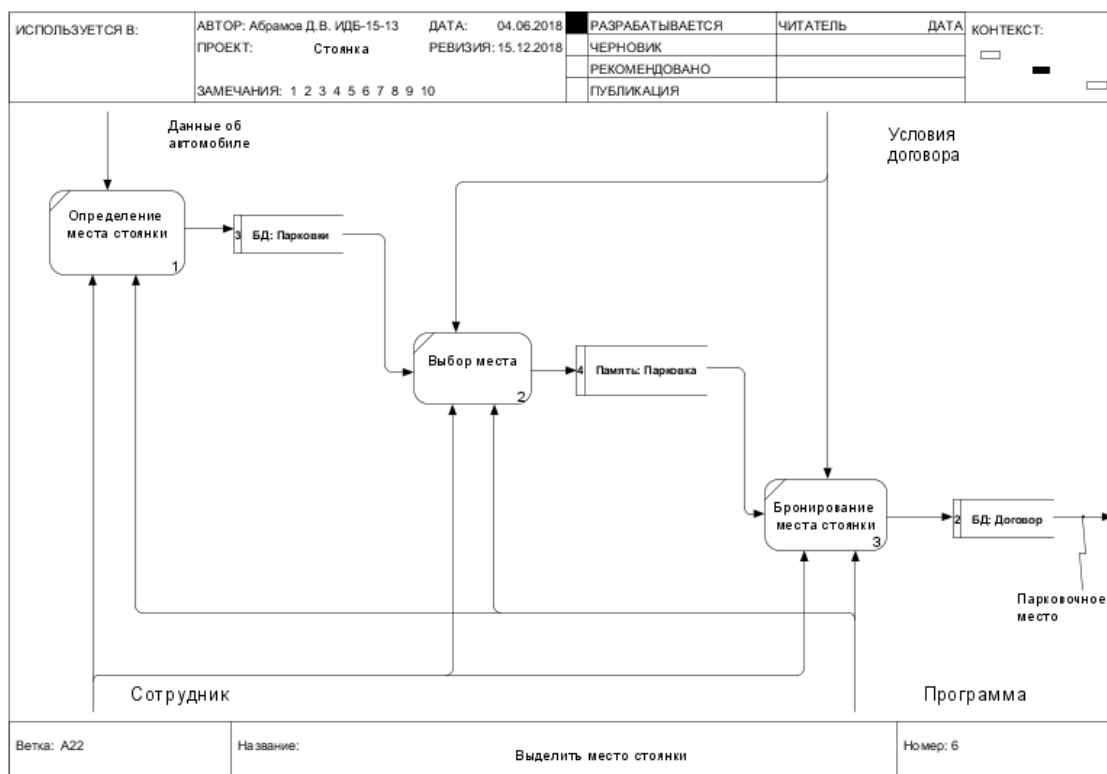 ИСПОЛЬЗУЕТСЯ В:
АВТОР: Абрамов Д.В. ИДБ-15-13
ДАТА: 04.06.2018
ПРОЕКТ: Стоянка
РЕВИЗИЯ: 15.12.2018
ЗАМЕЧАНИЯ: 1 2 3 4 5 6 7 8 9 10
РАЗРАБАТЫВАЕТСЯ
ЧЕРНОВИК
РЕКОМЕНДОВАНО
ПУБЛИКАЦИЯ
ЧИТАТЕЛЬ
ДАТА
КОНТЕКСТ:
Данные об
автомобиле
Условия
договора
Определение
места стоянки
1
3 БД: Парковки
Выбор места
2
4 Память: Парковка
Бронирование
места стоянки
3
2 БД: Договор
Парковочное
место
Сотрудник
Программа
Ветка: A22
Название:
Выделить место стоянки
Номер: 6